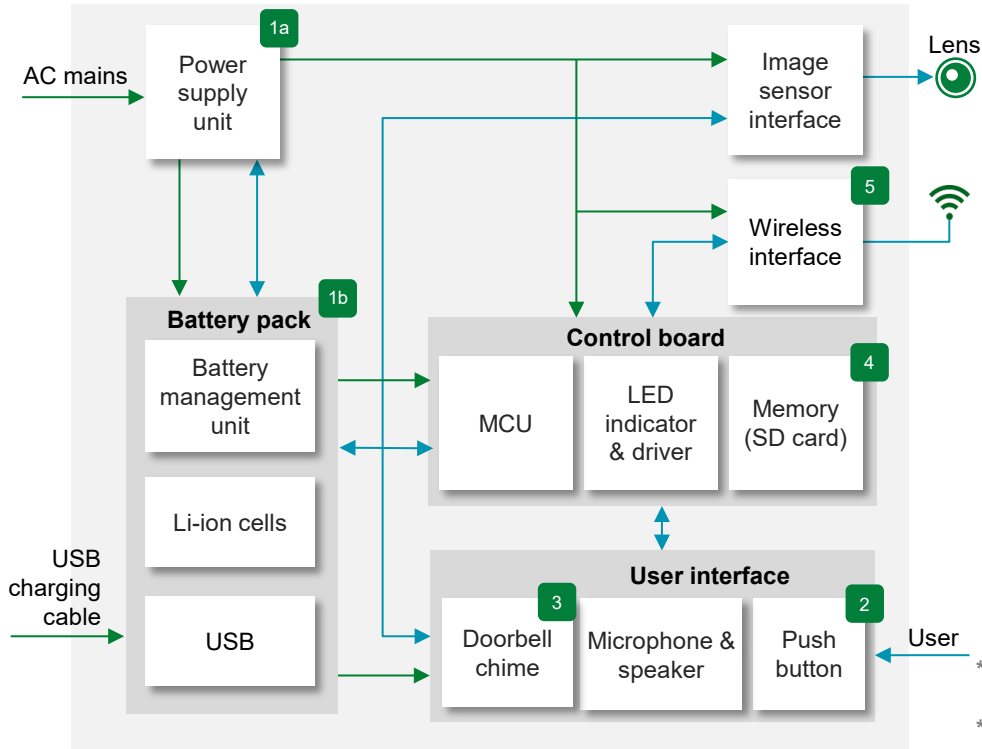 1a
Power
supply
unit
AC mains
Image
sensor
interface
Lens
5
Wireless
interface
1b
Battery pack
Battery
management
unit
Li-ion cells
USB
USB
charging
cable
Control board
4
MCU
LED
indicator
& driver
Memory
(SD card)
User interface
3
Doorbell
chime
Microphone &
speaker
2
Push
button
User
*
*